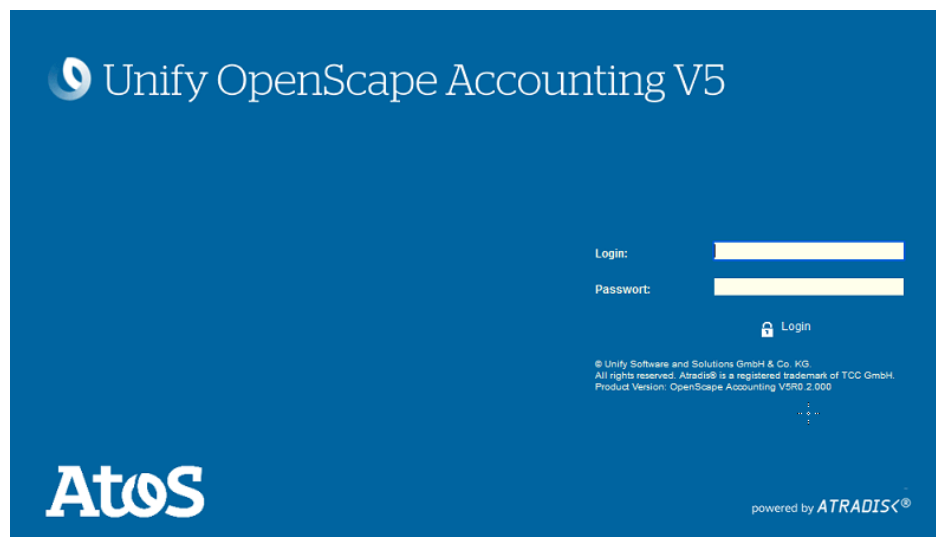 Unify OpenScape Accounting V5
Login:
Passwort:
Login
© Unify Software and Solutions GmbH & Co. KG.
All rights reserved. Atradis® is a registered trademark of TCC GmbH.
Product Version: OpenScape Accounting V5R0.2.000
Atos
powered by ATRADIS®